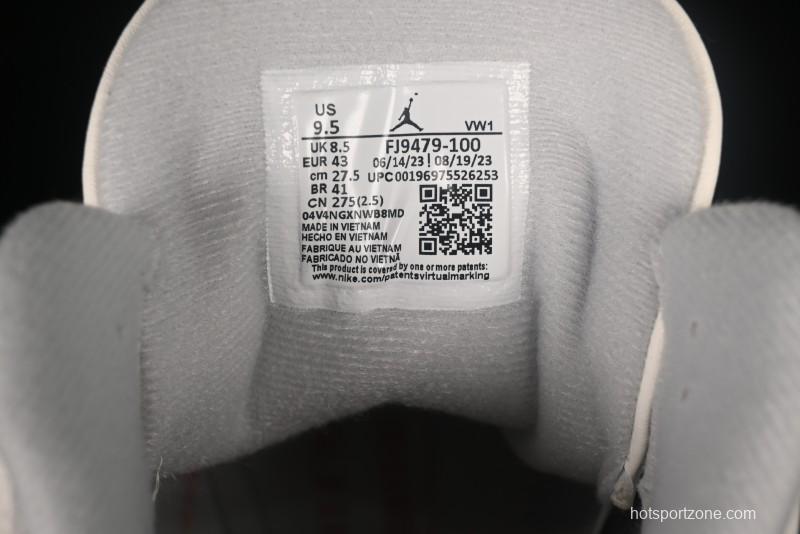 US
9.5
VW1
UK 8.5
FJ9479-100
EUR 43
06/14/23 | 08/19/23
cm 27.5
UPC00196975526253
BR 41
CN 275(2.5)
04V4NGXNWB8MD
MADE IN VIETNAM
HECHO EN VIETNAM
FABRIQUE AU VIETNAM
FABRICADO NO VIETNÃ
This product is covered by one or more patents:
www.nike.com/patentsvirtualmarking
hotsportzone.com/